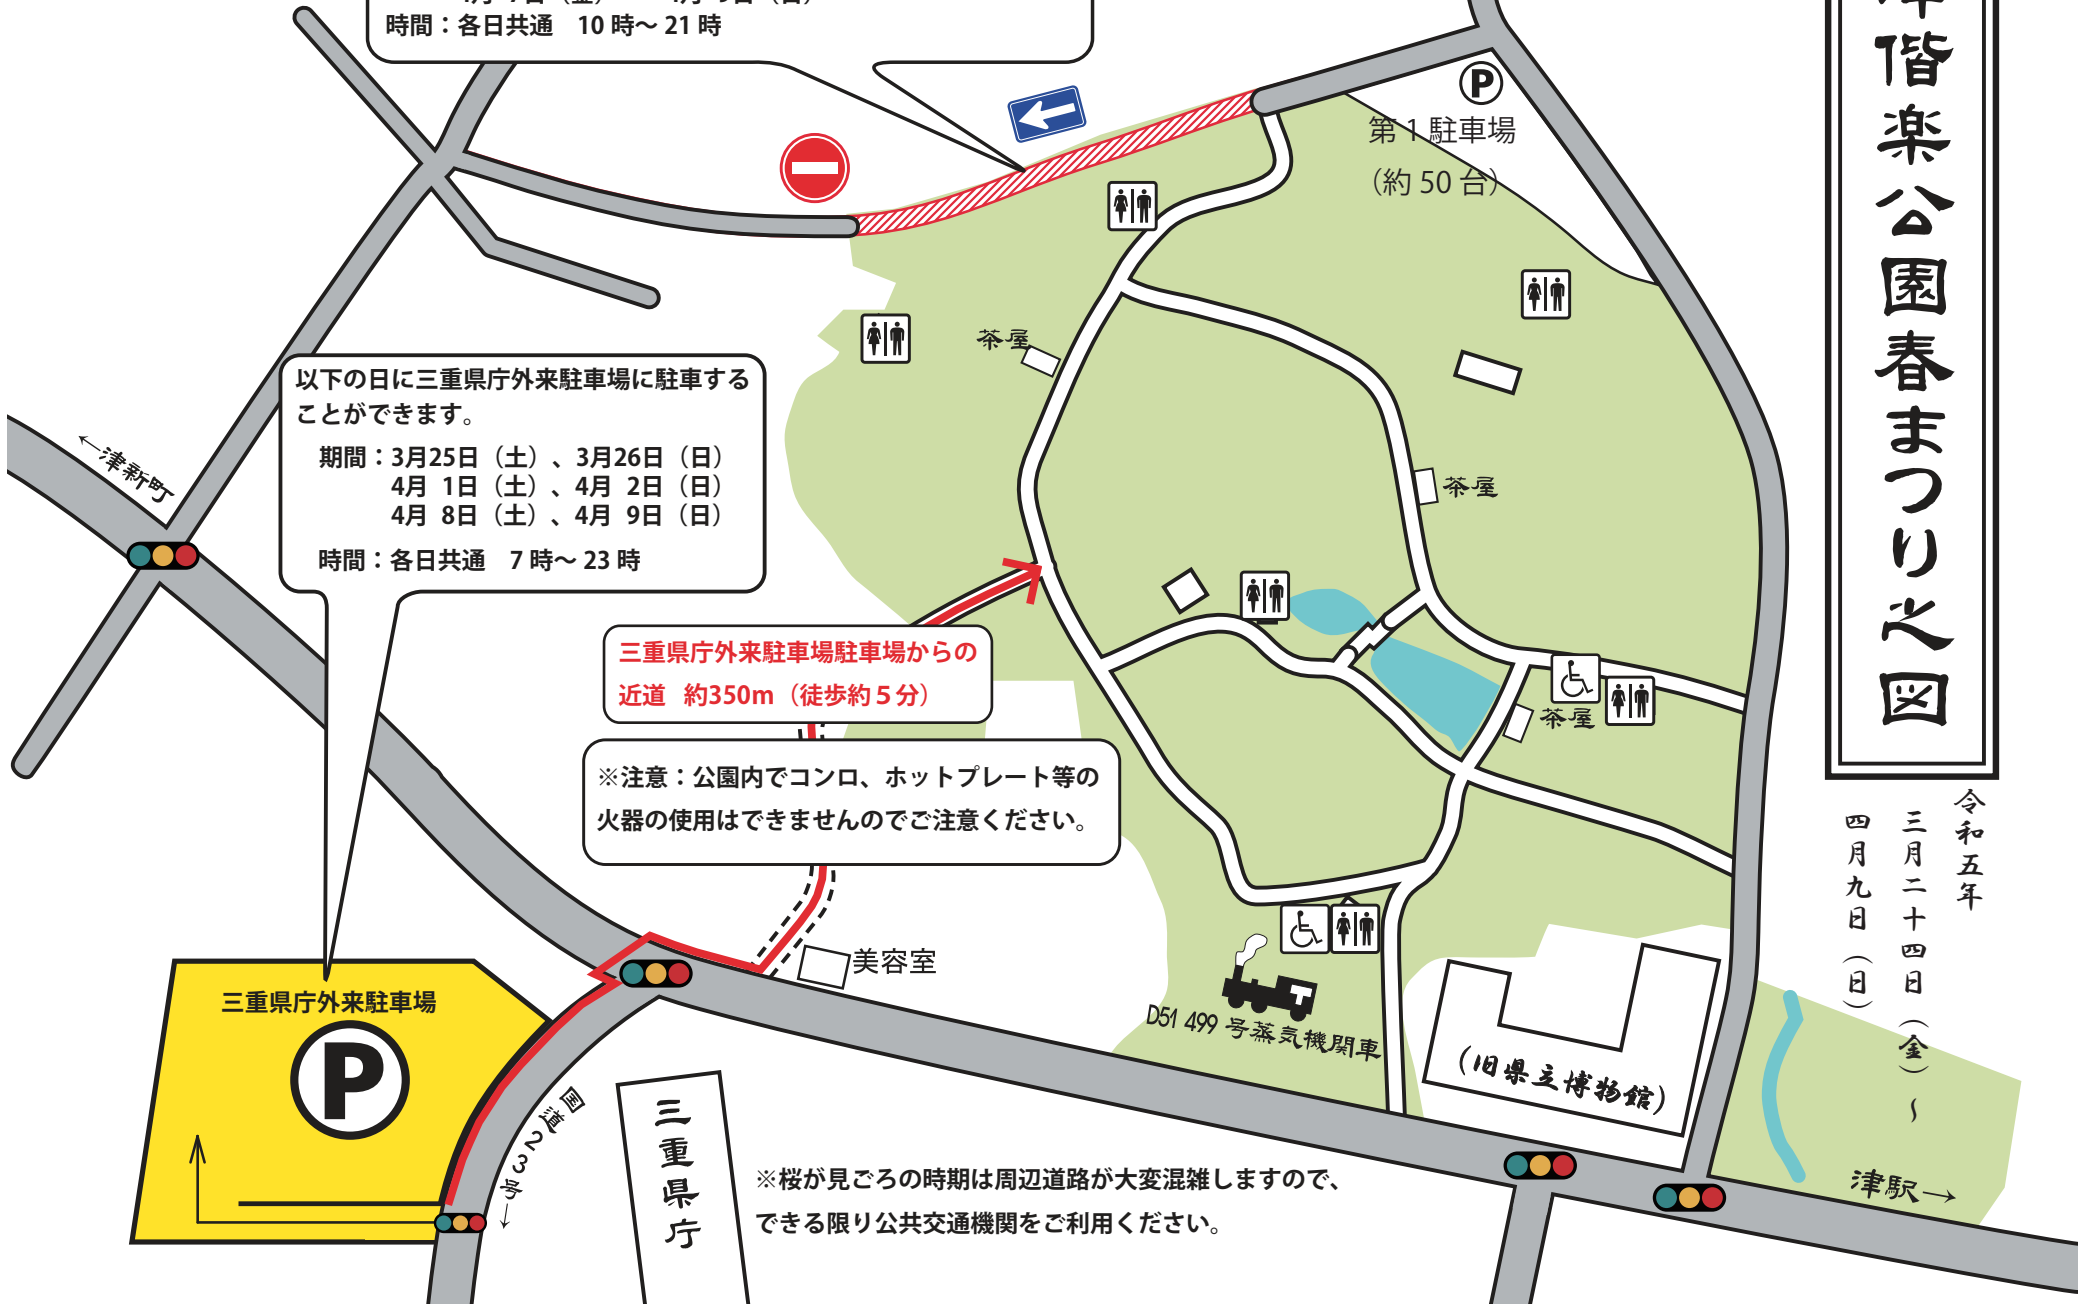 時間：各日共通　10 時～ 21 時
偕楽公園春まつり之図
令和五年
三月二十四日（金）～
四月九日（日）
P
第 1 駐車場
（約 50 台）
茶屋
以下の日に三重県庁外来駐車場に駐車する
ことができます。
期間：3月25日（土）、3月26日（日）
4月 1日（土）、4月 2日（日）
4月 8日（土）、4月 9日（日）
時間：各日共通　7 時～ 23 時
←津新町
茶屋
三重県庁外来駐車場駐車場からの
近道 約350m（徒歩約５分）
茶屋
※注意：公園内でコンロ、ホットプレート等の
火器の使用はできませんのでご注意ください。
美容室
三重県庁外来駐車場
P
D51 499 号蒸気機関車
（旧県立博物館）
国道23号→
三重県庁
※桜が見ごろの時期は周辺道路が大変混雑しますので、
できる限り公共交通機関をご利用ください。
津駅→